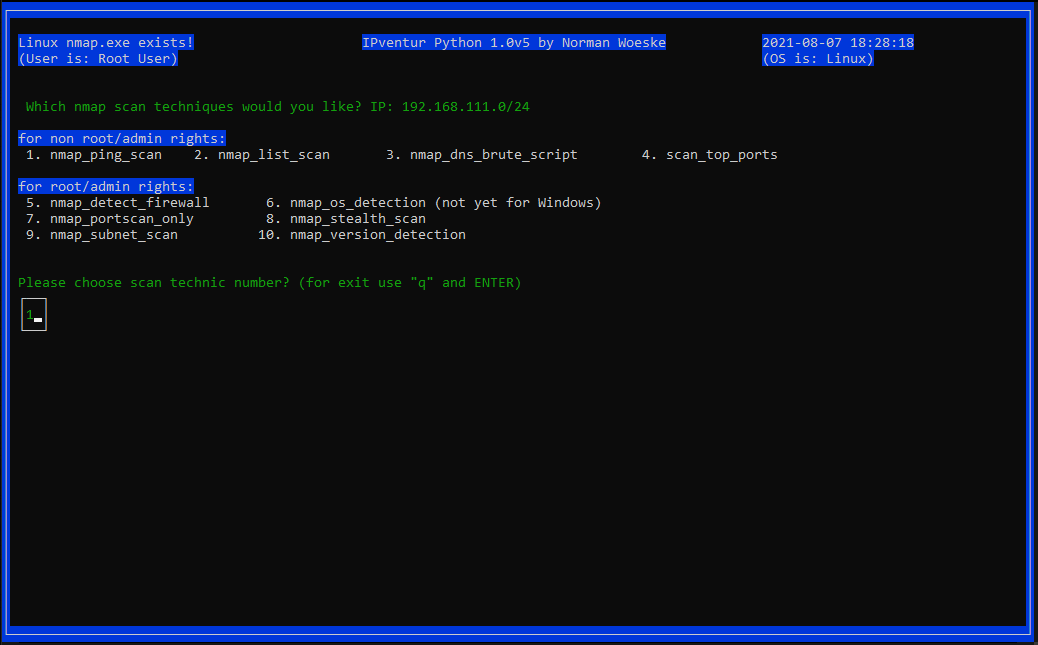 Linux nmap.exe exists! IPventur Python 1.0v5 by Norman Woeske 2021-08-07 18:28:18
(User is: Root User) (OS is: Linux)
Which nmap scan techniques would you like? IP: 192.168.111.0/24
for non root/admin rights:
1. nmap_ping_scan 2. nmap_list_scan 3. nmap_dns_brute_script 4. scan_top_ports
for root/admin rights:
5. nmap_detect_firewall 6. nmap_os_detection (not yet for Windows)
7. nmap_portscan_only 8. nmap_stealth_scan
9. nmap_subnet_scan 10. nmap_version_detection
Please choose scan technic number? (for exit use "q" and ENTER)
1